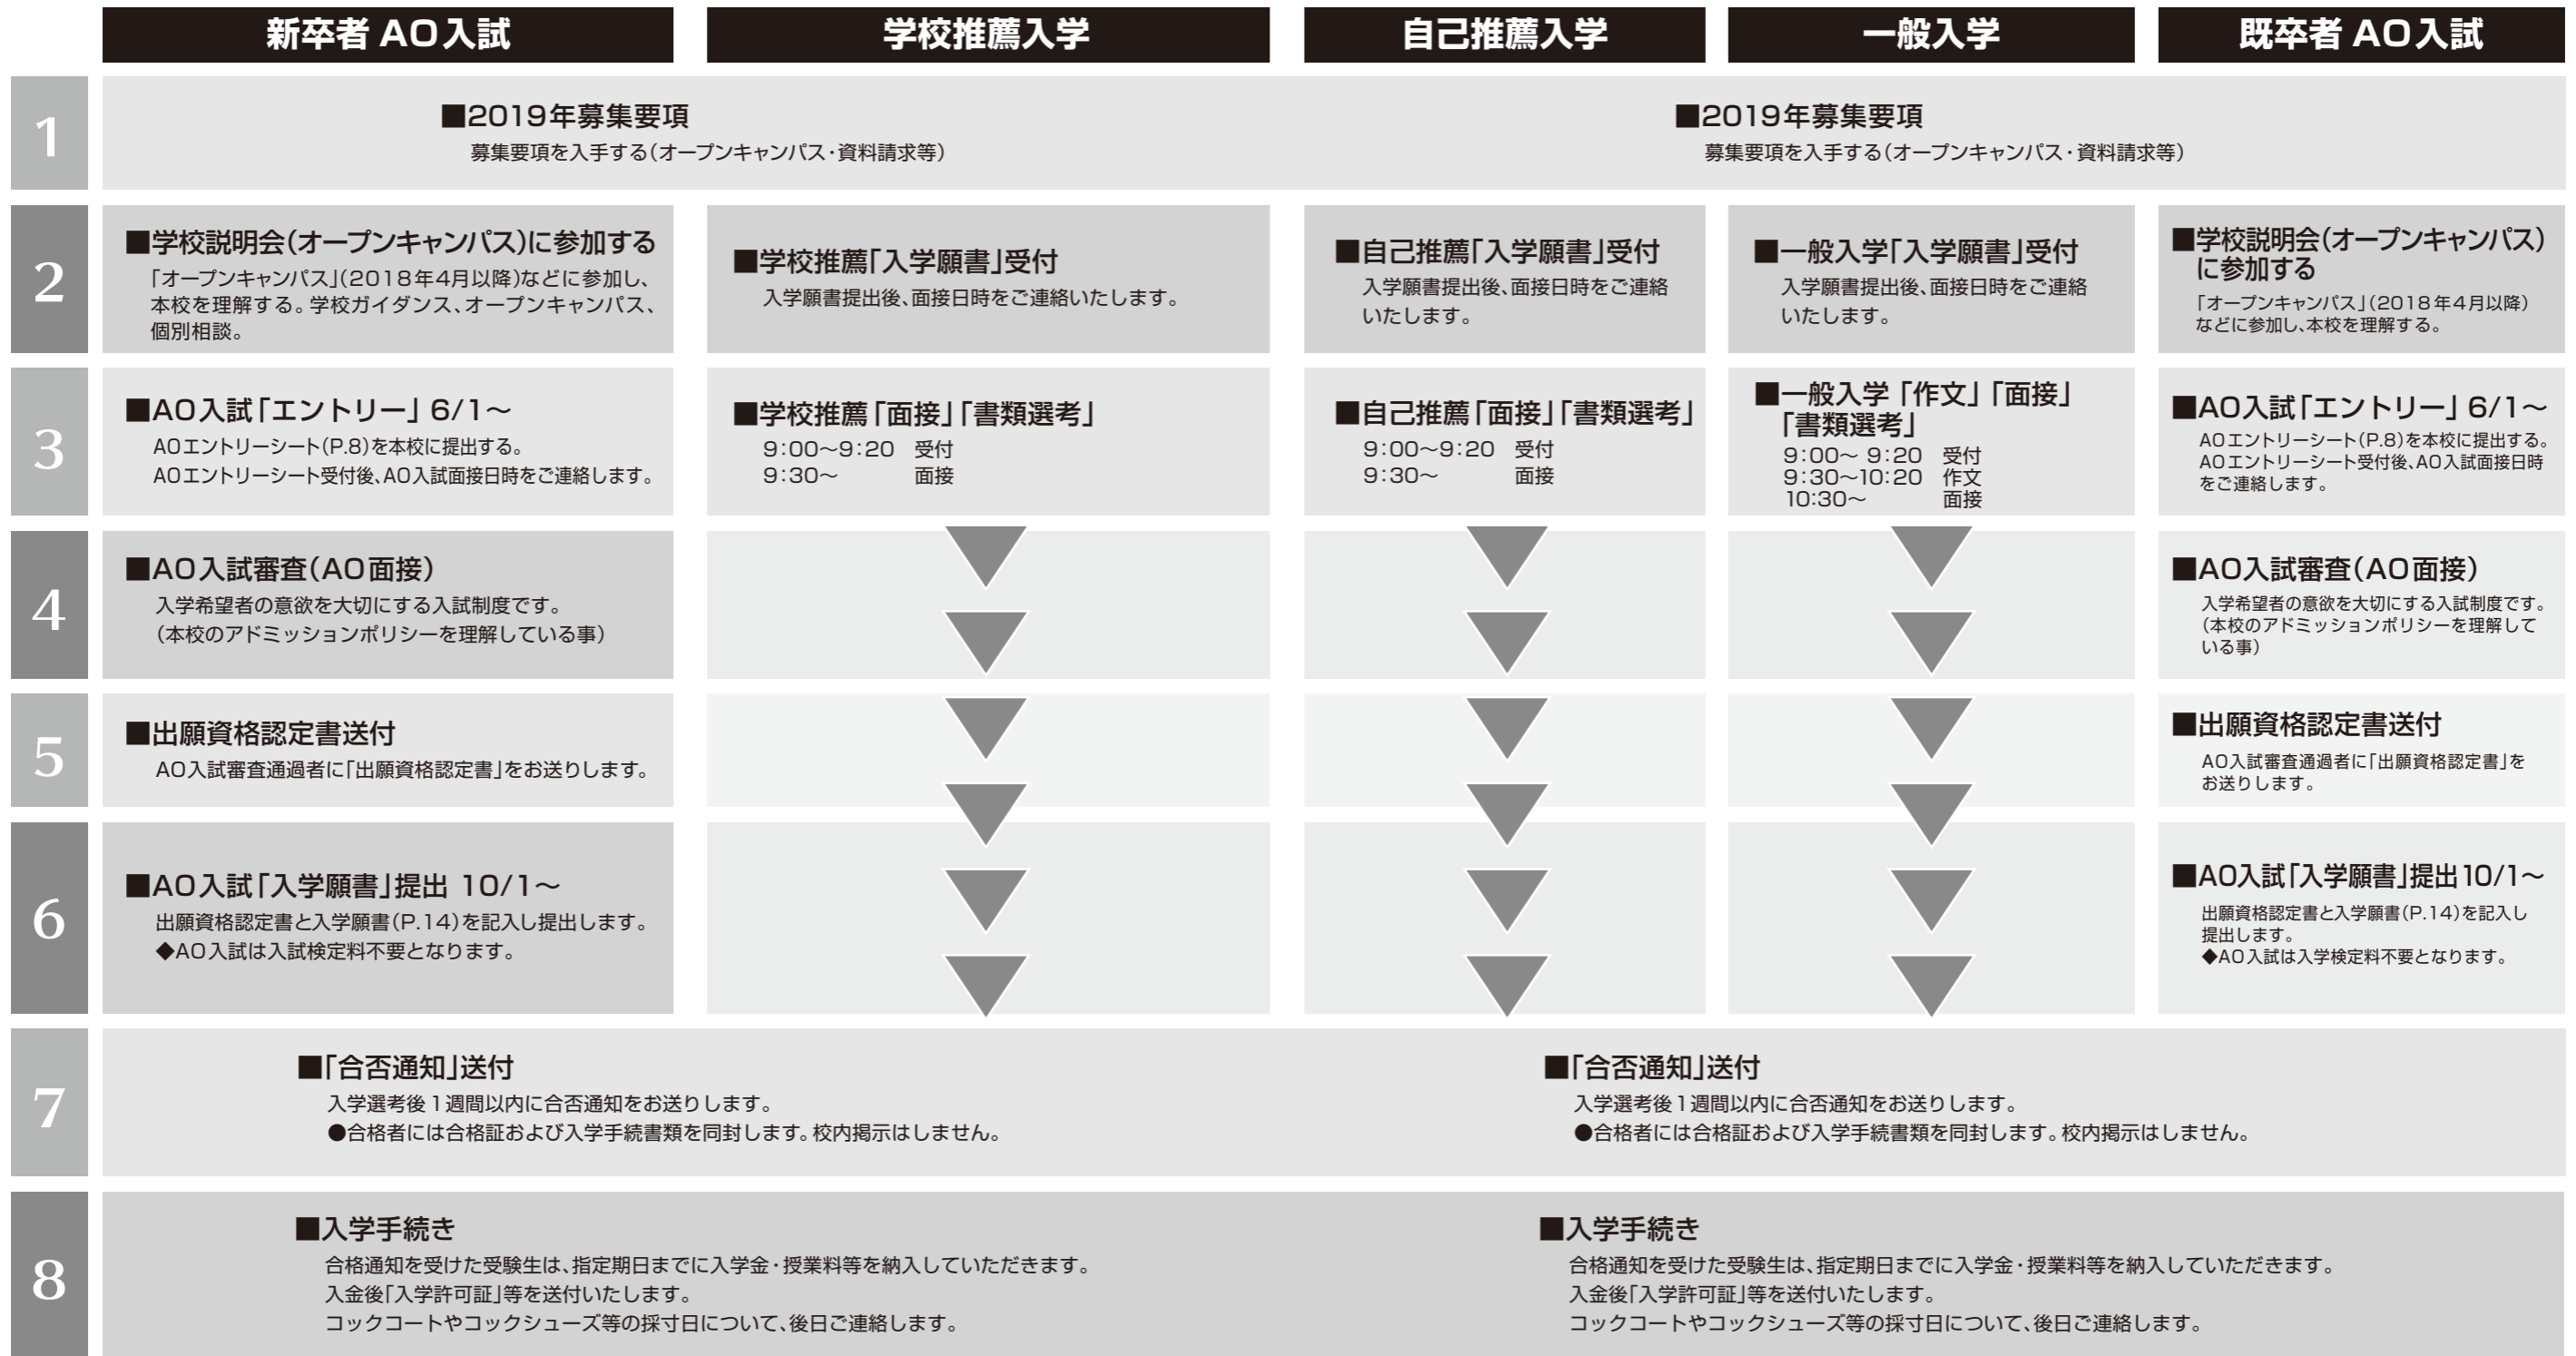 新卒者 AO入試
学校推薦入学
自己推薦入学
一般入学
既卒者 AO入試
1
■2019年募集要項
募集要項を入手する（オープンキャンパス・資料請求等）
■2019年募集要項
募集要項を入手する（オープンキャンパス・資料請求等）
2
■学校説明会（オープンキャンパス）に参加する
「オープンキャンパス」（2018年4月以降）などに参加し、
本校を理解する。学校ガイダンス、オープンキャンパス、
個別相談。
■学校推薦「入学願書」受付
入学願書提出後、面接日時をご連絡いたします。
■自己推薦「入学願書」受付
入学願書提出後、面接日時をご連絡
いたします。
■一般入学「入学願書」受付
入学願書提出後、面接日時をご連絡
いたします。
■学校説明会（オープンキャンパス）
に参加する
「オープンキャンパス」（2018年4月以降）
などに参加し、本校を理解する。
3
■AO入試「エントリー」 6/1～
AOエントリーシート（P.8）を本校に提出する。
AOエントリーシート受付後、AO入試面接日時をご連絡します。
■学校推薦「面接」「書類選考」
9：00～9：20　受付
9：30～　面接
■自己推薦「面接」「書類選考」
9：00～9：20　受付
9：30～　面接
■一般入学「作文」「面接」
「書類選考」
9：00～ 9：20　受付
9：30～10：20　作文
10：30～　面接
■AO入試「エントリー」 6/1～
AOエントリーシート（P.8）を本校に提出する。
AOエントリーシート受付後、AO入試面接日時
をご連絡します。
4
■AO入試審査（AO面接）
入学希望者の意欲を大切にする入試制度です。
（本校のアドミッションポリシーを理解している事）
■AO入試審査（AO面接）
入学希望者の意欲を大切にする入試制度です。
（本校のアドミッションポリシーを理解して
いる事）
5
■出願資格認定書送付
AO入試審査通過者に「出願資格認定書」をお送りします。
■出願資格認定書送付
AO入試審査通過者に「出願資格認定書」を
お送りします。
6
■AO入試「入学願書」提出 10/1～
出願資格認定書と入学願書（P.14）を記入し提出します。
◆AO入試は入試検定料不要となります。
■AO入試「入学願書」提出10/1～
出願資格認定書と入学願書（P.14）を記入し
提出します。
◆AO入試は入学検定料不要となります。
7
■「合否通知」送付
入学選考後1週間以内に合否通知をお送りします。
●合格者には合格証および入学手続書類を同封します。校内掲示はしません。
■「合否通知」送付
入学選考後1週間以内に合否通知をお送りします。
●合格者には合格証および入学手続書類を同封します。校内掲示はしません。
8
■入学手続き
合格通知を受けた受験生は、指定期日までに入学金・授業料等を納入していただきます。
入金後「入学許可証」等を送付いたします。
コックコートやコックシューズ等の採寸日について、後日ご連絡します。
■入学手続き
合格通知を受けた受験生は、指定期日までに入学金・授業料等を納入していただきます。
入金後「入学許可証」等を送付いたします。
コックコートやコックシューズ等の採寸日について、後日ご連絡します。